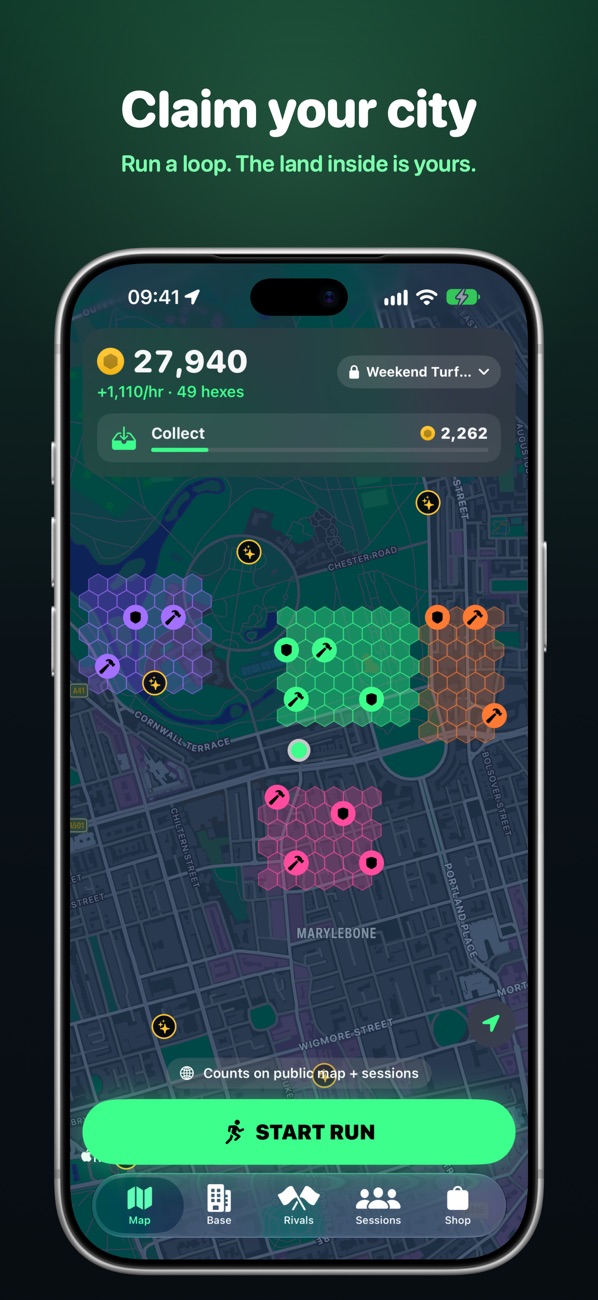 Claim your city
Run a loop. The land inside is yours.
09:41
27,940
Weekend Turf...
+1,110/hr · 49 hexes
Collect
2,262
STREET
CHESTER ROAD
A41
CORNWALL TERRACE
BOLSOVER STREET
A501
CHILTERN STREET
STREET
PORTLAND PLACE
MARYLEBONE
MORT
WIGMORE STREET
Counts on public map + sessions
START RUN
Map
Base
Rivals
Sessions
Shop